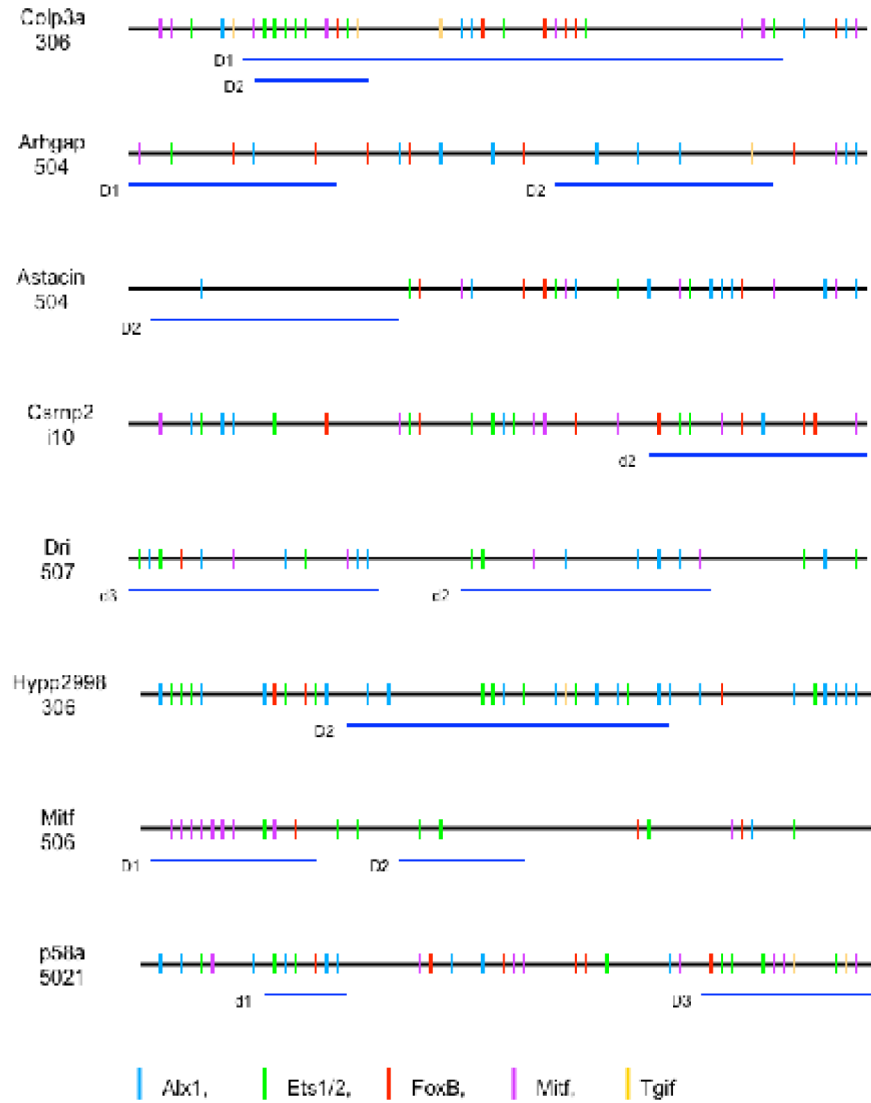 Colp3a
306
D1
D2
Arhgap
504
D1 D2
Astacin
504
D2
Carnp2
i10
d2
Dri
507
d3 d2
Hypp2998
306
D2
Mitf
506
D1 D2
p58a
5021
d1 D3
Alx1, Ets1/2, FoxB, Mitf, Tgif